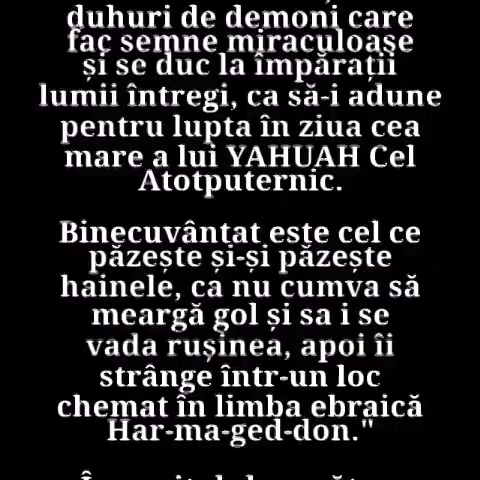 duhuri de demoni care
fac semne miraculoase
și se duc la împărații
lumii întregi, ca să-i adune
pentru lupta în ziua cea
mare a lui YAHUAH Cel
Atotputernic.
Binecuvântat este cel ce
păzește și-și păzește
hainele, ca nu cumva să
meargă gol și sa i se
vada rușinea, apoi îi
strânge într-un loc
chemat în limba ebraică
Har-ma-ged-don."